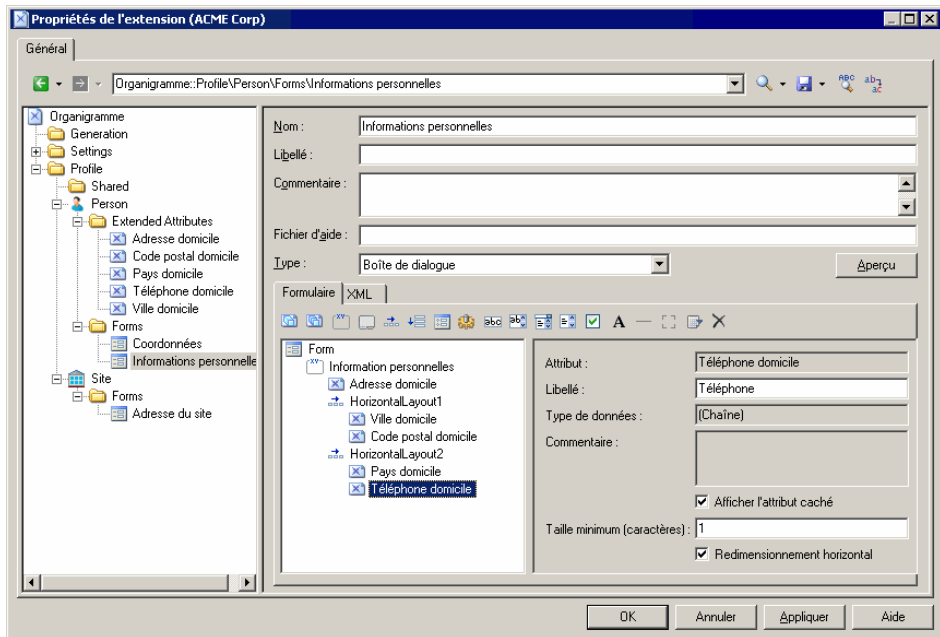 Propriétés de l'extension (ACME Corp)
Général
Organigramme::Profile\Person\Forms\Informations personnelles
Organigramme
Generation
Settings
Profile
Shared
Person
Extended Attributes
Adresse domicile
Code postal domicile
Pays domicile
Téléphone domicile
Ville domicile
Forms
Coordonnées
Informations personnelle
Site
Forms
Adresse du site
Nom :
Informations personnelles
Libellé :
Commentaire :
Fichier d'aide :
Type :
Boîte de dialogue
Aperçu
Formulaire
XML
Form
Information personnelles
Adresse domicile
HorizontalLayout1
Ville domicile
Code postal domicile
HorizontalLayout2
Pays domicile
Téléphone domicile
Attribut :
Téléphone domicile
Libellé :
Téléphone
Type de données :
(Chaîne)
Commentaire :
Afficher l'attribut caché
Taille minimum (caractères) :
1
Redimensionnement horizontal
OK
Annuler
Appliquer
Aide